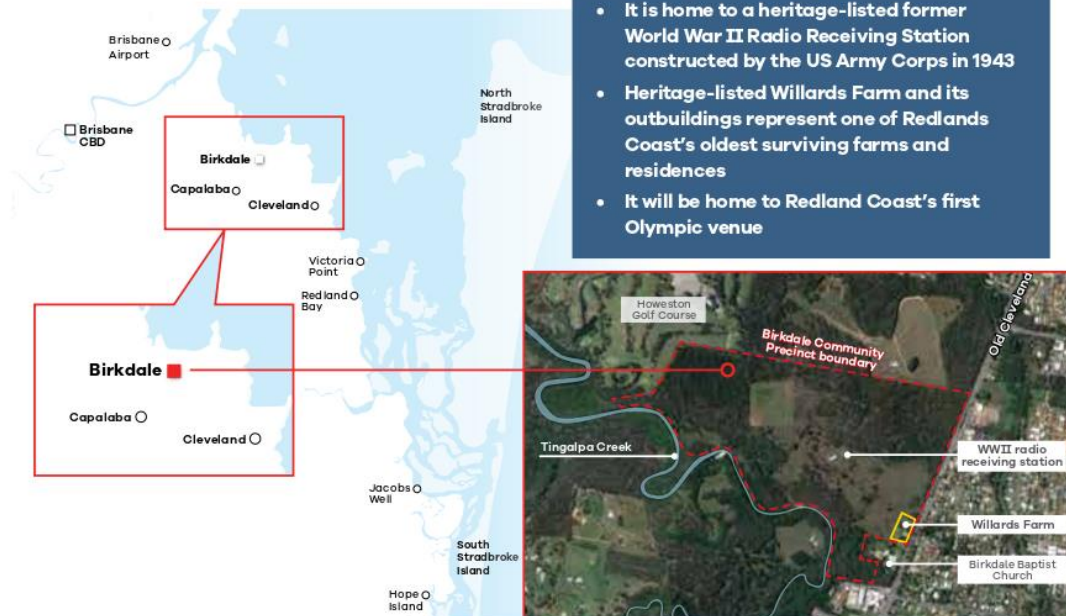 • It is home to a heritage-listed former
World War II Radio Receiving Station
constructed by the US Army Corps in 1943
• Heritage-listed Willards Farm and its
outbuildings represent one of Redlands
Coast's oldest surviving farms and
residences
• It will be home to Redland Coast's first
Olympic venue
Brisbane
Airport
Brisbane
CBD
North
Stradbroke
Island
Birkdale
Capalaba
Cleveland
Victoria
Point
Redland
Bay
Birkdale
Capalaba
Cleveland
Jacobs
Well
South
Stradbroke
Island
Hope
Island
Howeston
Golf Course
Birkdale Community
Precinct boundary
Old Cleveland
Tingalpa Creek
WWII radio
receiving station
Willards Farm
Birkdale Baptist
Church